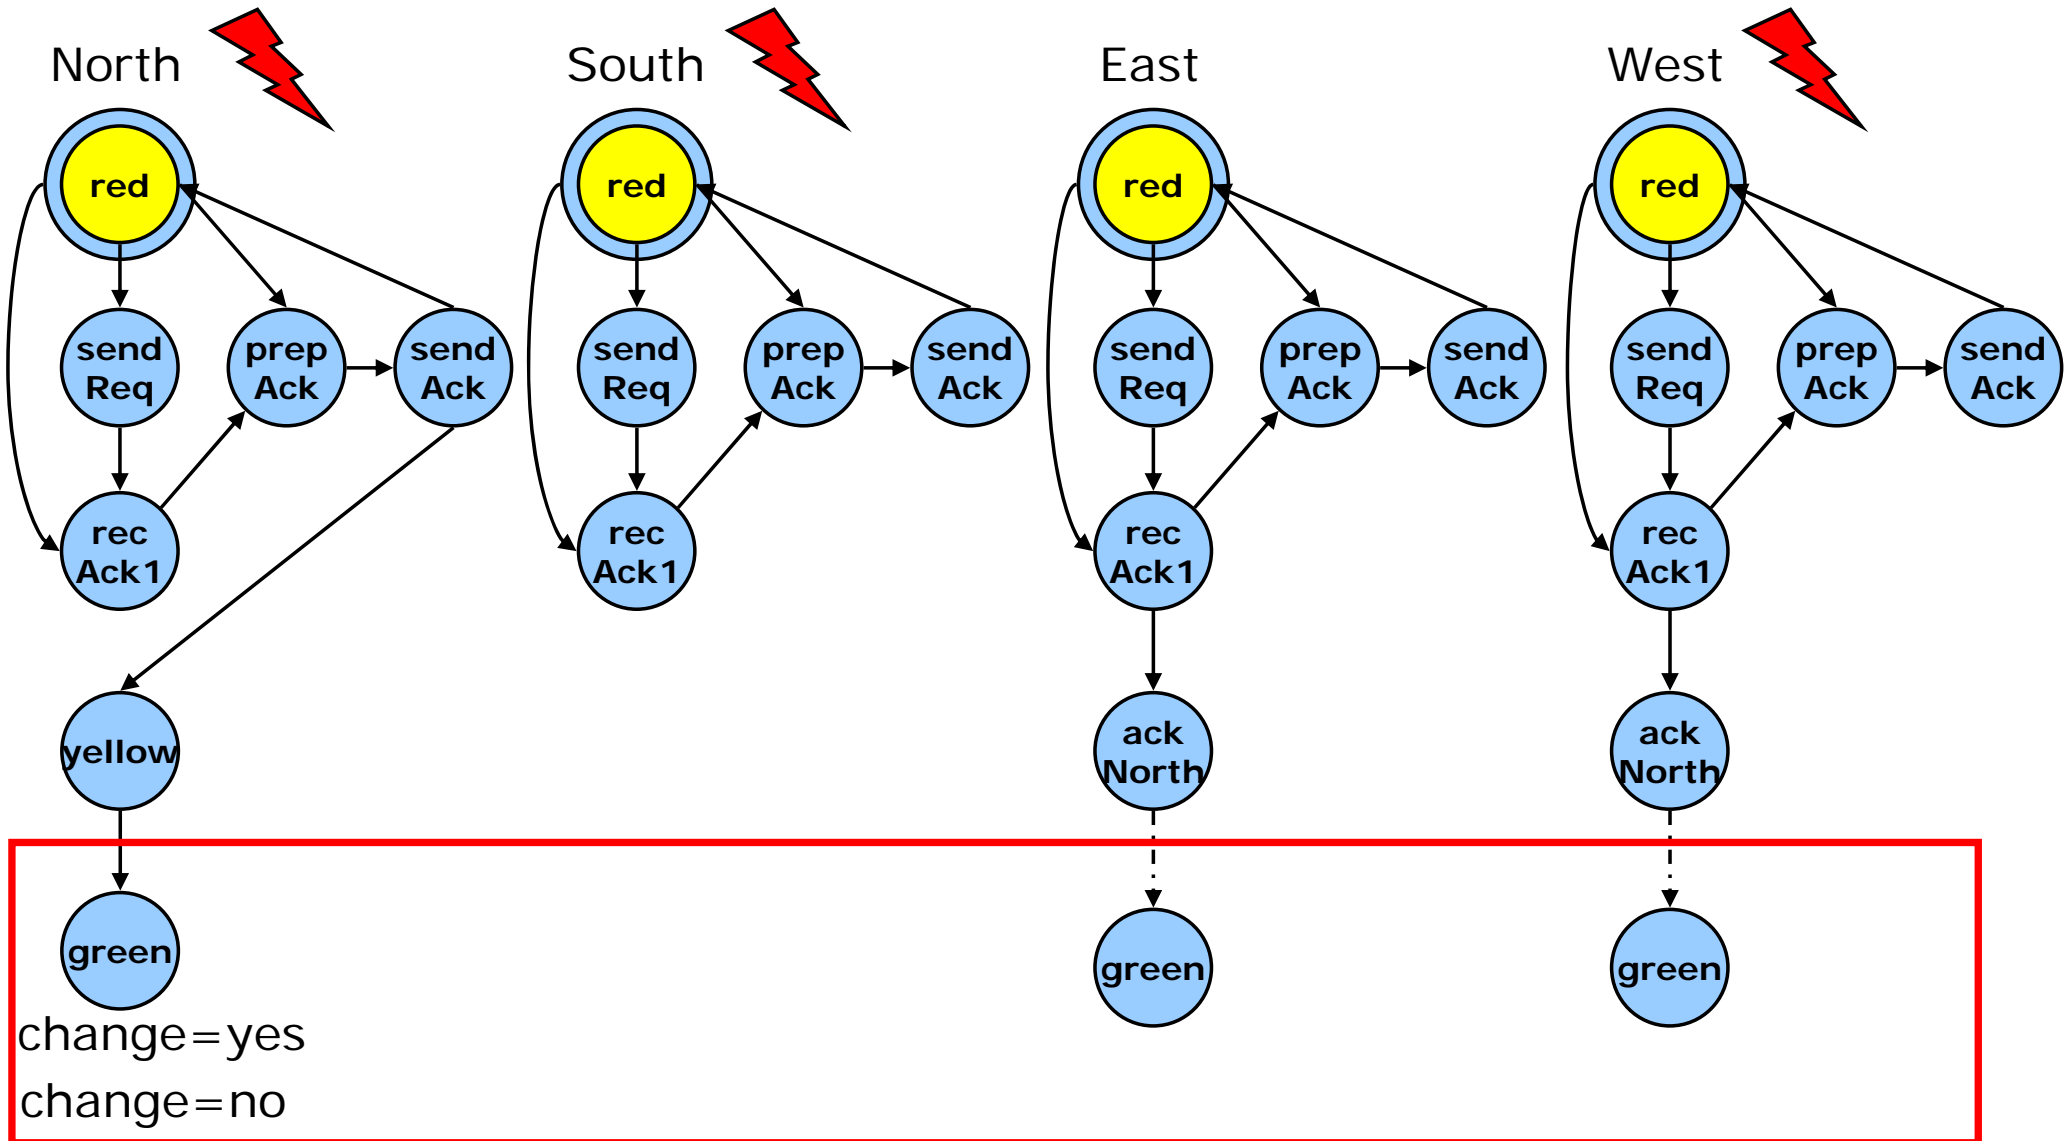 North
South
East
West
red
red
red
red
send
Req
prep
Ack
send
Ack
send
Req
prep
Ack
send
Ack
send
Req
prep
Ack
send
Ack
send
Req
prep
Ack
send
Ack
rec
Ack1
rec
Ack1
rec
Ack1
rec
Ack1
yellow
ack
North
ack
North
green
green
green
change=yes
change=no